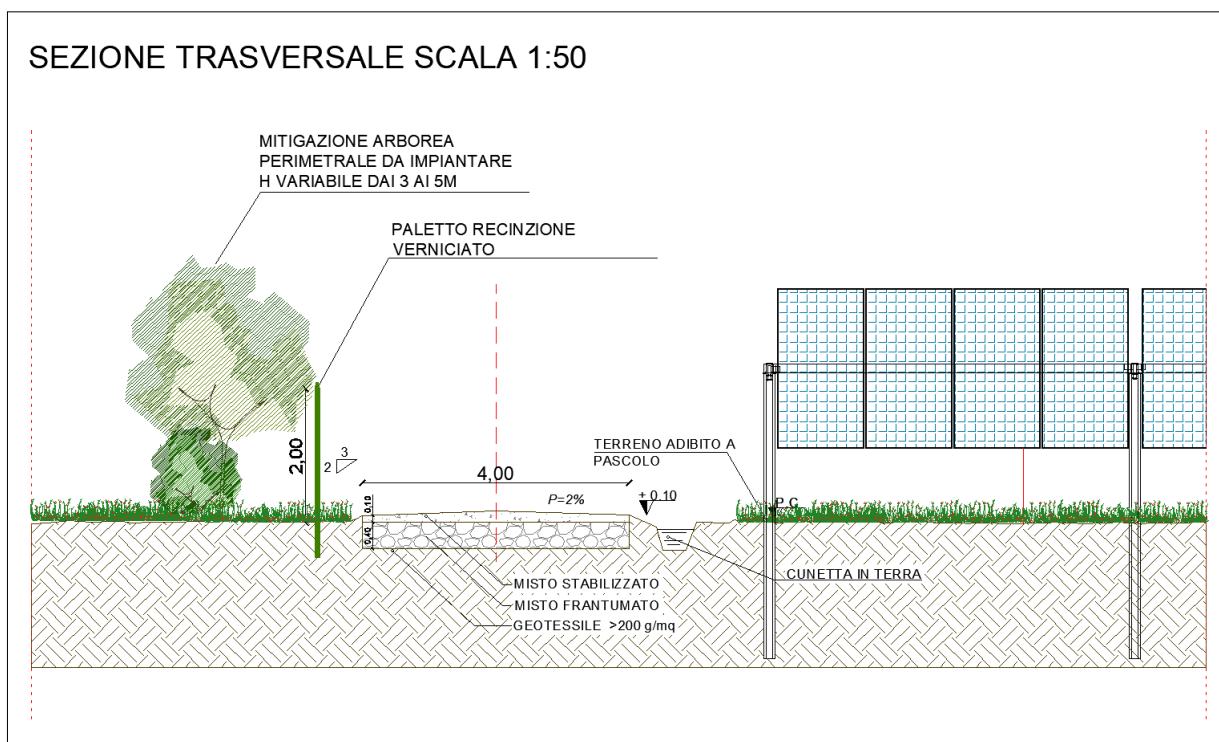 SEZIONE TRASVERSALE SCALA 1:50
MITIGAZIONE ARBOREA
PERIMETRALE DA IMPIANTARE
H VARIABILE DAI 3 AI 5M
PALETTO RECINZIONE
VERNICIATO
2,00
3
2
4,00
P=2%
+ 0.10
TERRENO ADIBITO A
PASCOLO
P.C.
0.10
0,40
CUNETTA IN TERRA
MISTO STABILIZZATO
MISTO FRANTUMATO
GEOTESSILE >200 g/mq